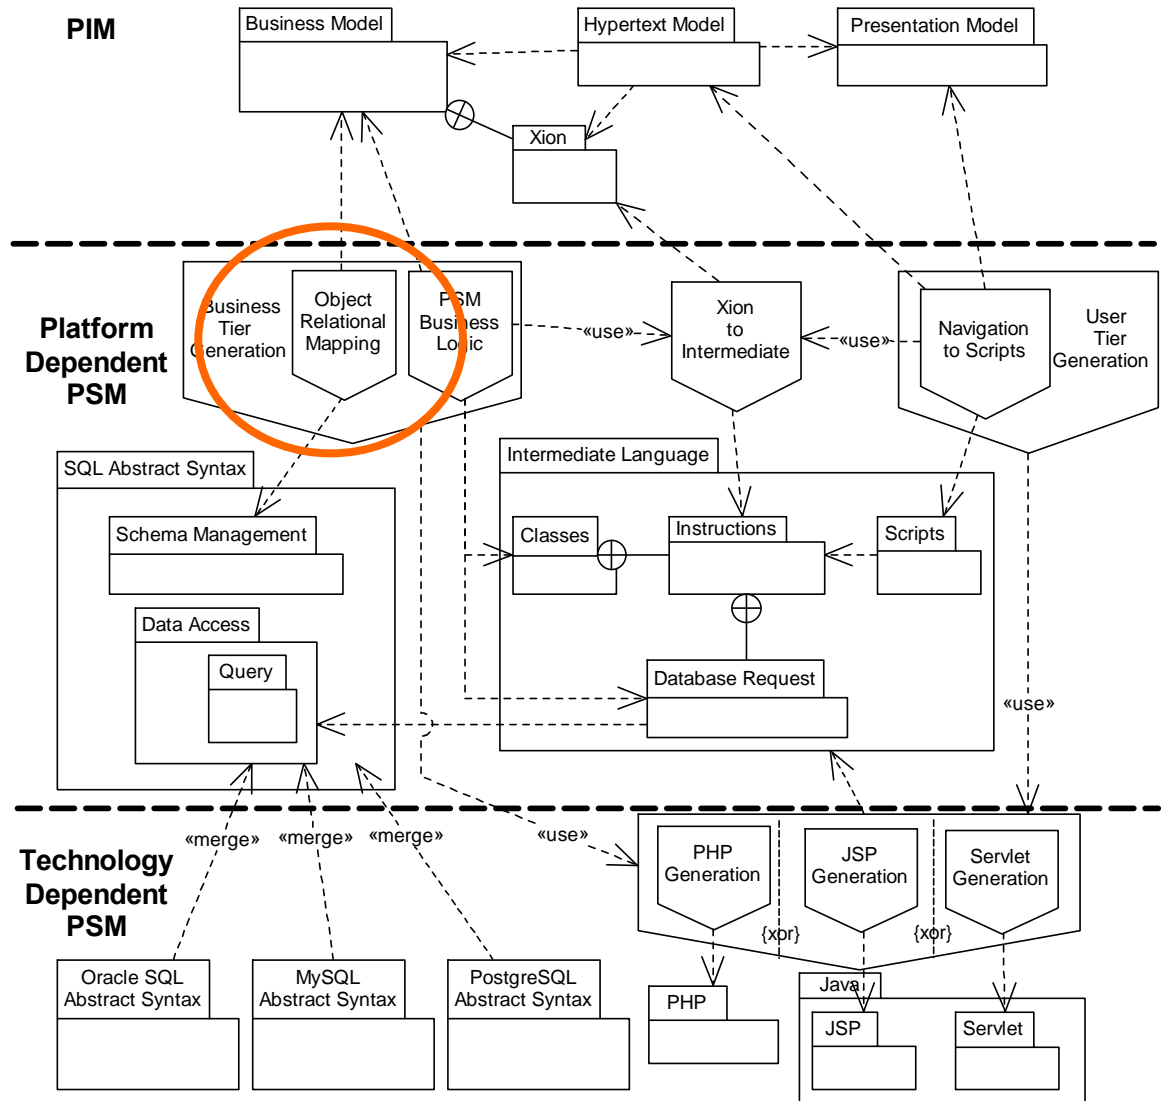 PIM
Business Model
Hypertext Model
Presentation Model
Xion
Platform
Dependent
PSM
Business
Tier
Generation
Object
Relational
Mapping
PSM
Business
Logic
«use»
Xion
to
Intermediate
«use»
Navigation
to Scripts
User
Tier
Generation
SQL Abstract Syntax
Schema Management
Data Access
Query
Intermediate Language
Classes
Instructions
Scripts
Database Request
«use»
Technology
Dependent
PSM
«merge»
«merge»
«merge»
«use»
PHP
Generation
{xor}
JSP
Generation
{xor}
Servlet
Generation
Oracle SQL
Abstract Syntax
MySQL
Abstract Syntax
PostgreSQL
Abstract Syntax
PHP
Java
JSP
Servlet